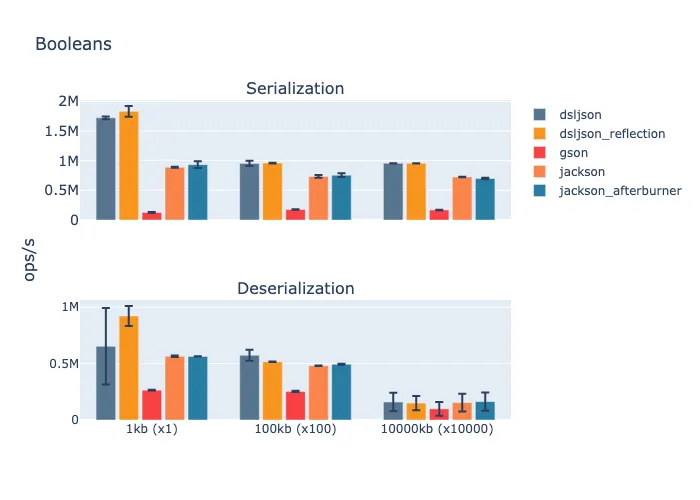 Booleans
Serialization
2M
1.5M
1M
0.5M
0
dsljson
dsljson_reflection
gson
jackson
jackson_afterburner
ops/s
Deserialization
1M
0.5M
0
1kb (x1)
100kb (x100)
10000kb (x10000)